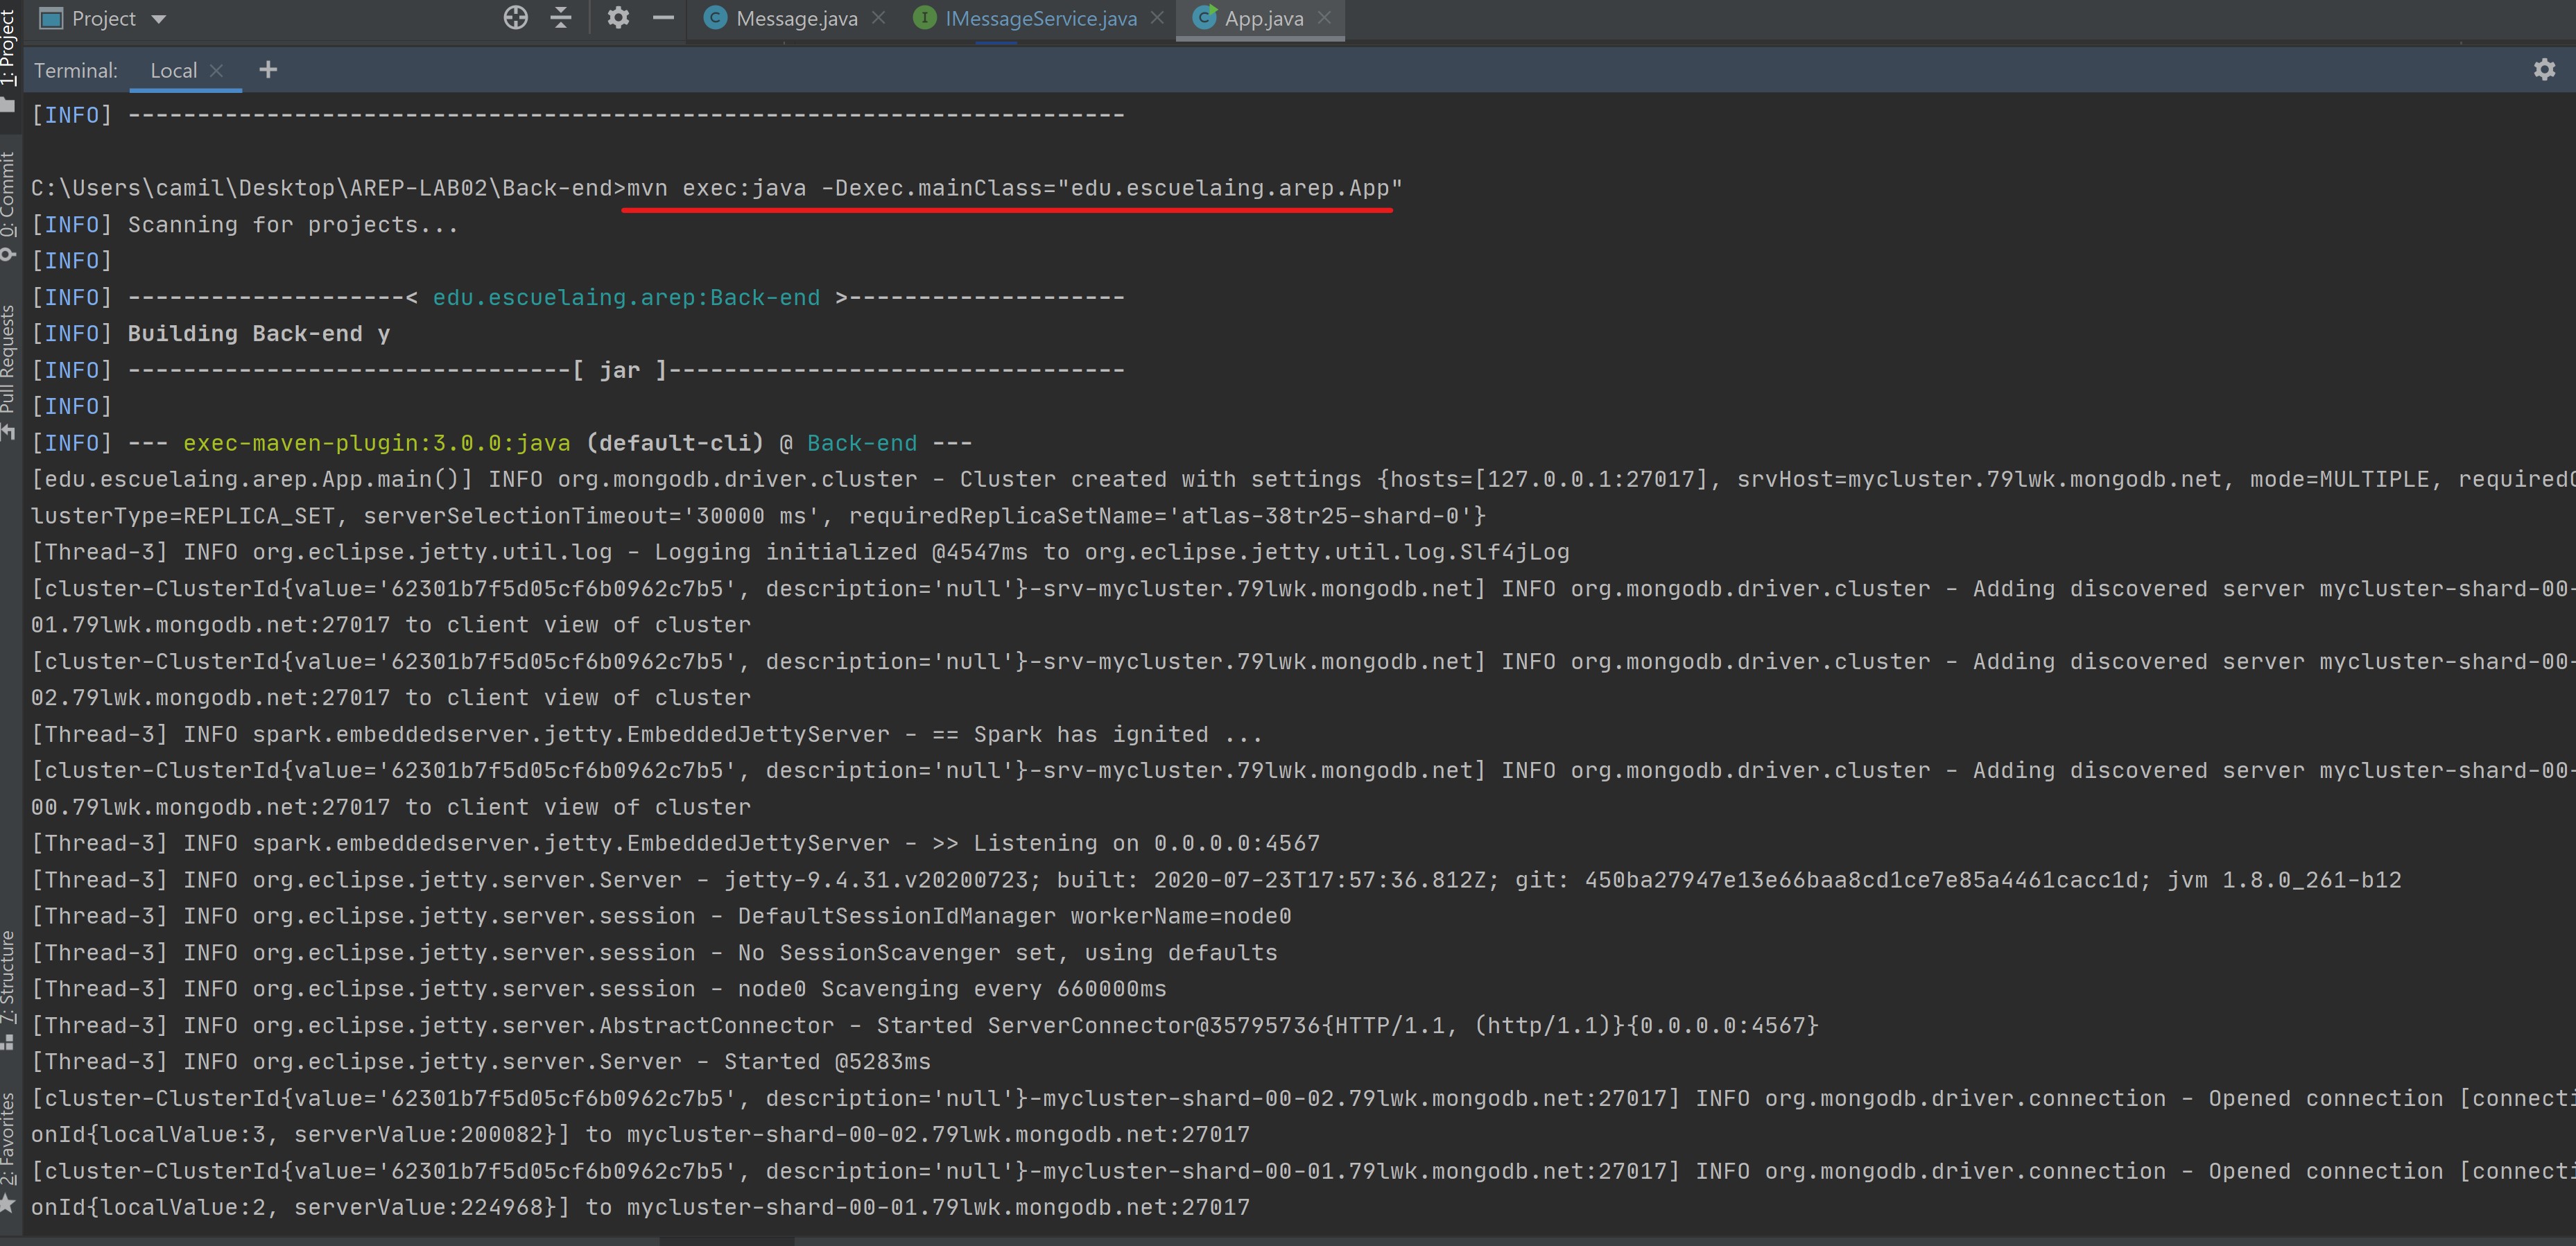 Project
Message.java
IMessageService.java
App.java
Terminal:
Local
+
[INFO] ------------------------------------------------------------------------
C:\Users\camil\Desktop\AREP-LAB02\Back-end>mvn exec:java -Dexec.mainClass="edu.escuelaing.arep.App"
[INFO] Scanning for projects...
[INFO]
[INFO] --------------------< edu.escuelaing.arep:Back-end >--------------------
[INFO] Building Back-end y
[INFO] --------------------------------[ jar ]---------------------------------
[INFO]
[INFO] --- exec-maven-plugin:3.0.0:java (default-cli) @ Back-end ---
[edu.escuelaing.arep.App.main()] INFO org.mongodb.driver.cluster - Cluster created with settings {hosts=[127.0.0.1:27017], srvHost=mycluster.79lwk.mongodb.net, mode=MULTIPLE, requiredC
lusterType=REPLICA_SET, serverSelectionTimeout='30000 ms', requiredReplicaSetName='atlas-38tr25-shard-0'}
[Thread-3] INFO org.eclipse.jetty.util.log - Logging initialized @4547ms to org.eclipse.jetty.util.log.Slf4jLog
[cluster-ClusterId{value='62301b7f5d05cf6b0962c7b5', description='null'}-srv-mycluster.79lwk.mongodb.net] INFO org.mongodb.driver.cluster - Adding discovered server mycluster-shard-00-
01.79lwk.mongodb.net:27017 to client view of cluster
[cluster-ClusterId{value='62301b7f5d05cf6b0962c7b5', description='null'}-srv-mycluster.79lwk.mongodb.net] INFO org.mongodb.driver.cluster - Adding discovered server mycluster-shard-00-
02.79lwk.mongodb.net:27017 to client view of cluster
[Thread-3] INFO spark.embeddedserver.jetty.EmbeddedJettyServer - == Spark has ignited ...
[cluster-ClusterId{value='62301b7f5d05cf6b0962c7b5', description='null'}-srv-mycluster.79lwk.mongodb.net] INFO org.mongodb.driver.cluster - Adding discovered server mycluster-shard-00-
00.79lwk.mongodb.net:27017 to client view of cluster
[Thread-3] INFO spark.embeddedserver.jetty.EmbeddedJettyServer - >> Listening on 0.0.0.0:4567
[Thread-3] INFO org.eclipse.jetty.server.Server - jetty-9.4.31.v20200723; built: 2020-07-23T17:57:36.812Z; git: 450ba27947e13e66baa8cd1ce7e85a4461cacc1d; jvm 1.8.0_261-b12
[Thread-3] INFO org.eclipse.jetty.server.session - DefaultSessionIdManager workerName=node0
[Thread-3] INFO org.eclipse.jetty.server.session - No SessionScavenger set, using defaults
[Thread-3] INFO org.eclipse.jetty.server.session - node0 Scavenging every 660000ms
[Thread-3] INFO org.eclipse.jetty.server.AbstractConnector - Started ServerConnector@35795736{HTTP/1.1, (http/1.1)}{0.0.0.0:4567}
[Thread-3] INFO org.eclipse.jetty.server.Server - Started @5283ms
[cluster-ClusterId{value='62301b7f5d05cf6b0962c7b5', description='null'}-mycluster-shard-00-02.79lwk.mongodb.net:27017] INFO org.mongodb.driver.connection - Opened connection [connecti
onId{localValue:3, serverValue:200082}] to mycluster-shard-00-02.79lwk.mongodb.net:27017
[cluster-ClusterId{value='62301b7f5d05cf6b0962c7b5', description='null'}-mycluster-shard-00-01.79lwk.mongodb.net:27017] INFO org.mongodb.driver.connection - Opened connection [connecti
onId{localValue:2, serverValue:224968}] to mycluster-shard-00-01.79lwk.mongodb.net:27017
1: Project
0: Commit
Pull Requests
7: Structure
2: Favorites